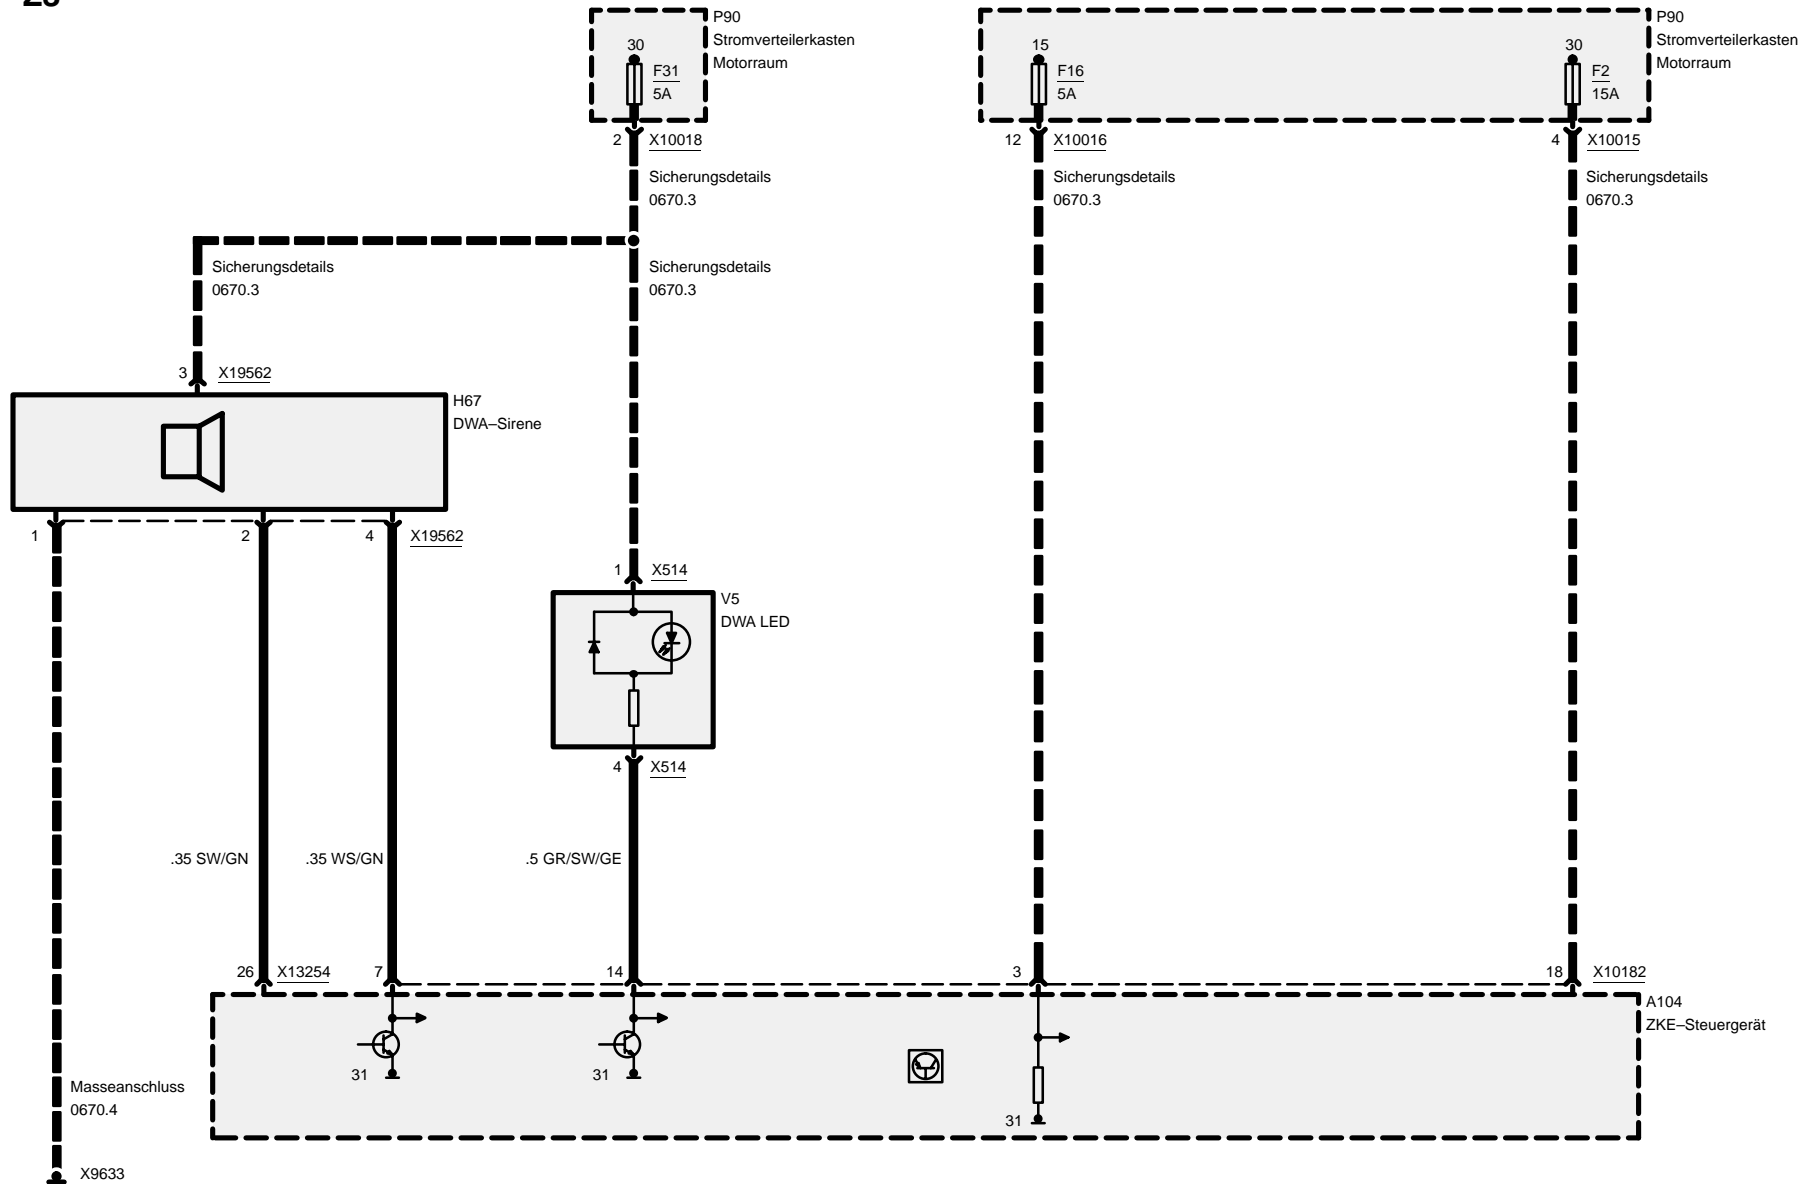 P90
Stromverteilerkasten
Motorraum
30
F31
5A
2 X10018
Sicherungsdetails
0670.3
P90
Stromverteilerkasten
Motorraum
15
F16
5A
30
F2
15A
12 X10016
4 X10015
Sicherungsdetails
0670.3
Sicherungsdetails
0670.3
Sicherungsdetails
0670.3
Sicherungsdetails
0670.3
3 X19562
H67
DWA–Sirene
1
2
4
X19562
1 X514
V5
DWA LED
4 X514
.35 SW/GN
.35 WS/GN
.5 GR/SW/GE
26 X13254
7
14
3
18 X10182
A104
ZKE–Steuergerät
31
31
31
Masseanschluss
0670.4
X9633